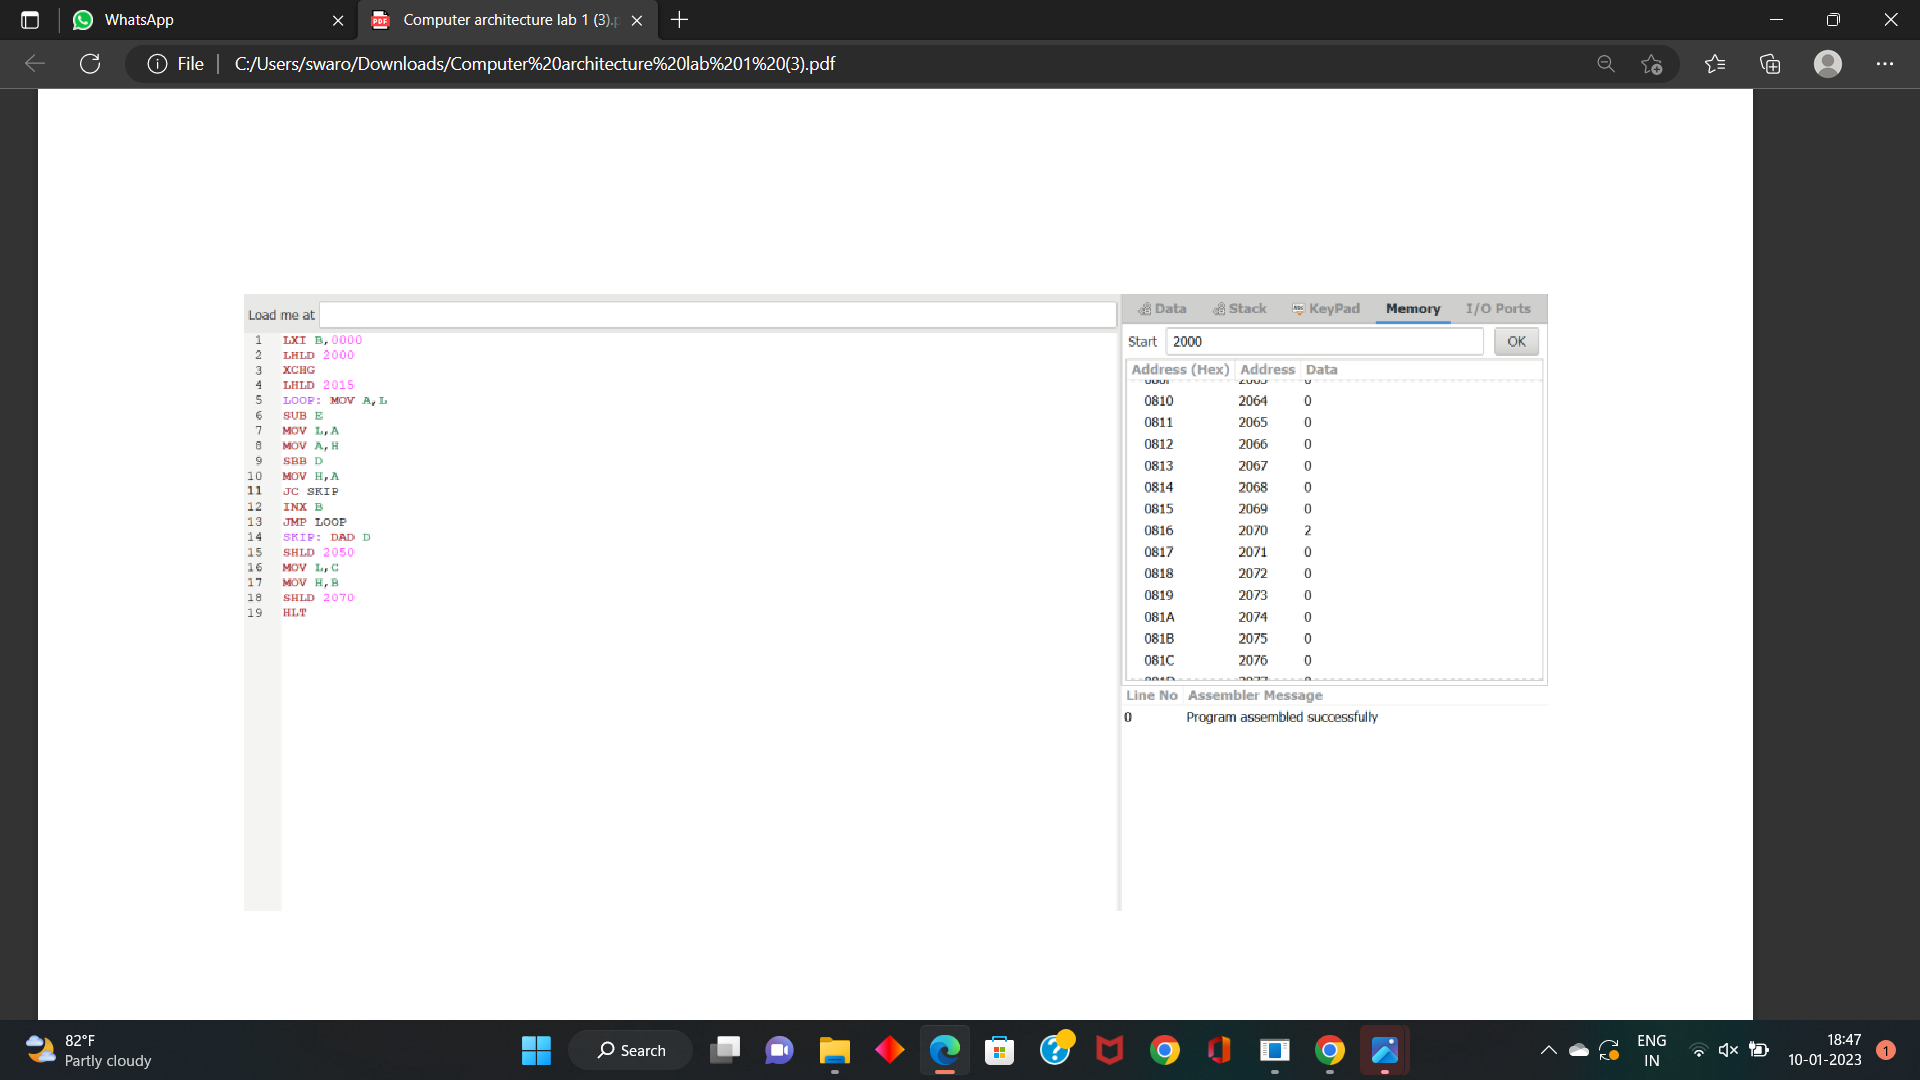 WhatsApp
Computer architecture lab 1 (3).p
File
C:/Users/swaro/Downloads/Computer%20architecture%20lab%201%20(3).pdf
Load me at
1 LXI B,0000
2 LHLD 2000
3 XCHG
4 LHLD 2015
5 LOOP: MOV A,L
6 SUB E
7 MOV L,A
8 MOV A,H
9 SBB D
10 MOV H,A
11 JC SKIP
12 INX B
13 JMP LOOP
14 SKIP: DAD D
15 SHLD 2050
16 MOV L,C
17 MOV H,B
18 SHLD 2070
19 HLT
Data Stack KeyPad Memory I/O Ports
Start 2000 OK
Address (Hex) Address Data
0810 2064 0
0811 2065 0
0812 2066 0
0813 2067 0
0814 2068 0
0815 2069 0
0816 2070 2
0817 2071 0
0818 2072 0
0819 2073 0
081A 2074 0
081B 2075 0
081C 2076 0
Line No Assembler Message
0 Program assembled successfully
82°F
Partly cloudy
Search
ENG
IN
18:47
10-01-2023
1